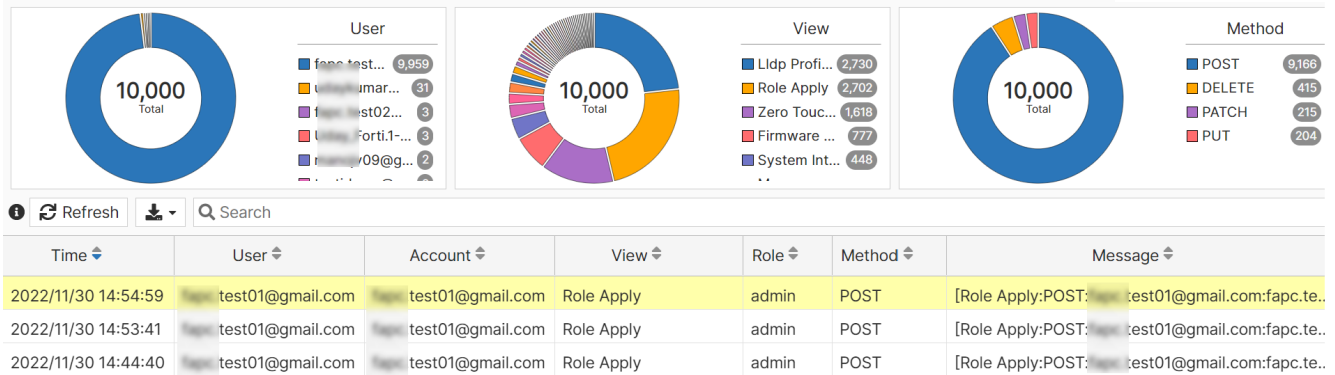 User
View
Method
10,000
Total
test...
9,959
31
test02...
3
Forti.1-...
3
v09@g...
2
10,000
Total
Lldp Profi...
2,730
Role Apply
2,702
Zero Touc...
1,618
Firmware ...
777
System Int...
448
10,000
Total
POST
9,166
DELETE
415
PATCH
215
PUT
204
Refresh
Search
Time User Account View Role Method Message
2022/11/30 14:54:59 test01@gmail.com test01@gmail.com Role Apply admin POST [Role Apply:POST: test01@gmail.com:fapc.te..
2022/11/30 14:53:41 test01@gmail.com test01@gmail.com Role Apply admin POST [Role Apply:POST: test01@gmail.com:fapc.te..
2022/11/30 14:44:40 test01@gmail.com test01@gmail.com Role Apply admin POST [Role Apply:POST: test01@gmail.com:fapc.te..